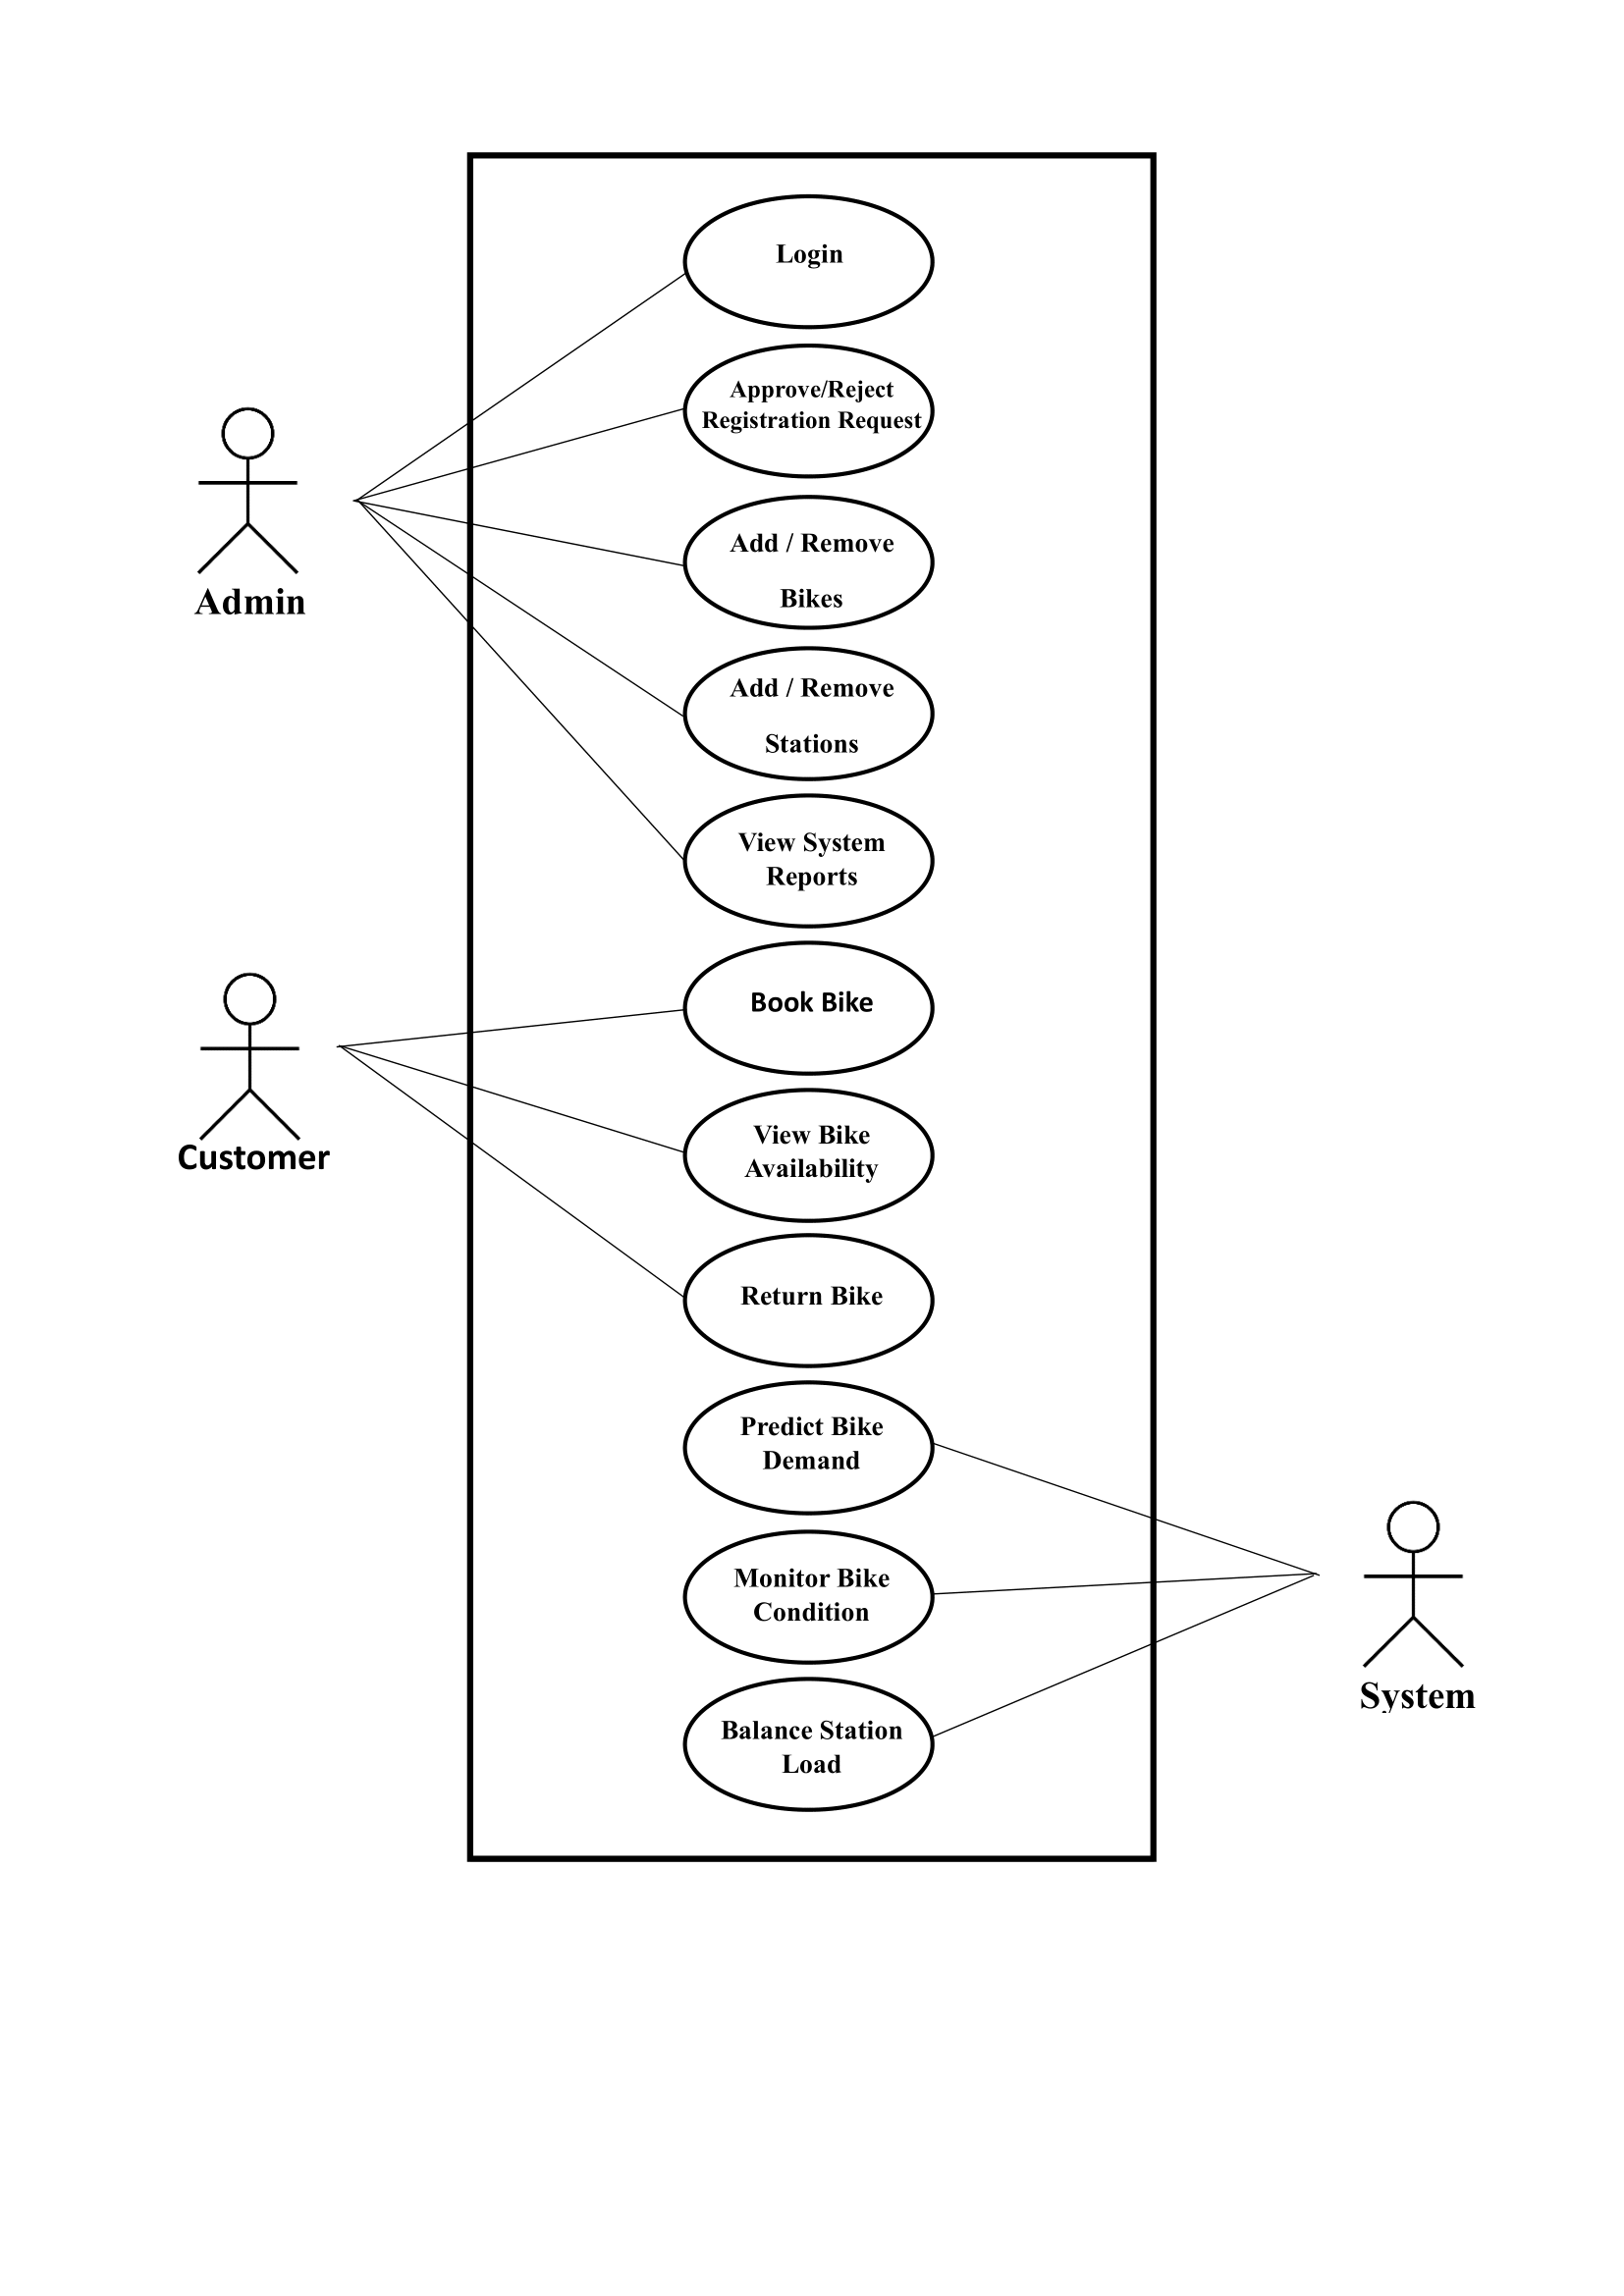 Login
Approve/Reject
Registration Request
Add / Remove
Bikes
Admin
Add / Remove
Stations
View System
Reports
Book Bike
View Bike
Availability
Customer
Return Bike
Predict Bike
Demand
Monitor Bike
Condition
System
Balance Station
Load